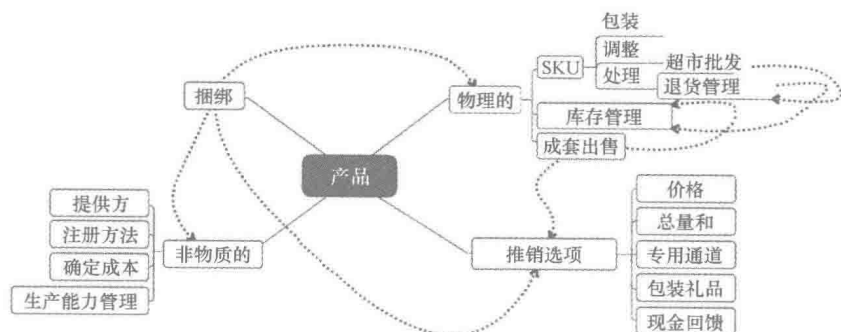 包装
调整
SKU
处理
超市批发
退货管理
捆绑
物理的
库存管理
成套出售
产品
提供方
注册方法
确定成本
生产能力管理
非物质的
推销选项
价格
总量和
专用通道
包装礼品
现金回馈